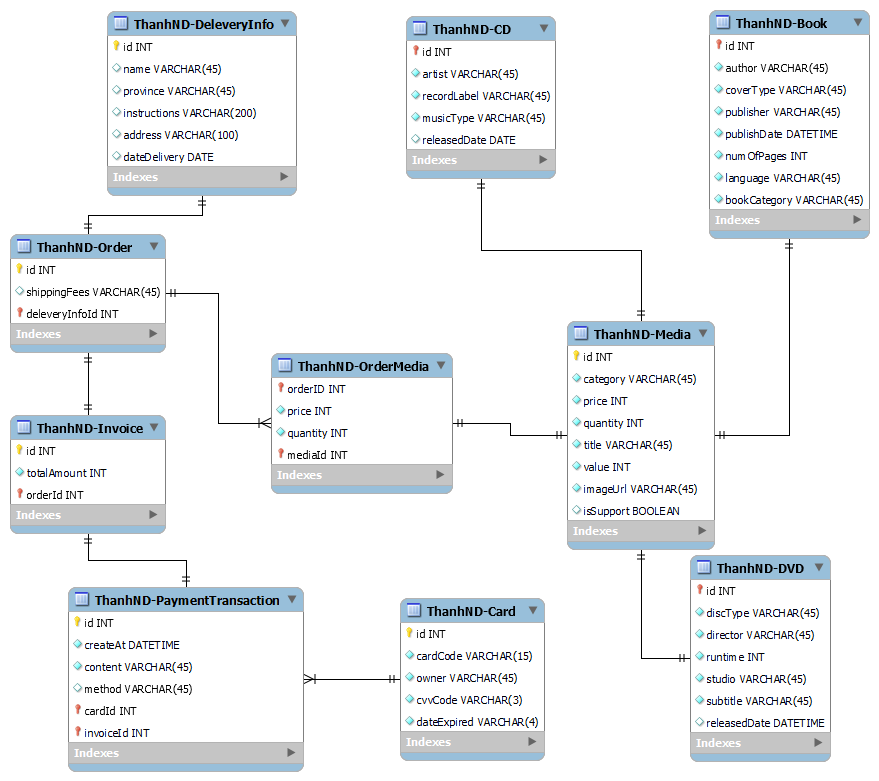 ThanhND-DeleveryInfo
id INT
name VARCHAR(45)
province VARCHAR(45)
instructions VARCHAR(200)
address VARCHAR(100)
dateDelivery DATE
Indexes
ThanhND-CD
id INT
artist VARCHAR(45)
recordLabel VARCHAR(45)
musicType VARCHAR(45)
releasedDate DATE
Indexes
ThanhND-Book
id INT
author VARCHAR(45)
coverType VARCHAR(45)
publisher VARCHAR(45)
publishDate DATETIME
numOfPages INT
language VARCHAR(45)
bookCategory VARCHAR(45)
Indexes
ThanhND-Order
id INT
shippingFees VARCHAR(45)
deleveryInfoId INT
Indexes
ThanhND-OrderMedia
orderID INT
price INT
quantity INT
mediaId INT
Indexes
ThanhND-Media
id INT
category VARCHAR(45)
price INT
quantity INT
title VARCHAR(45)
value INT
imageUrl VARCHAR(45)
isSupport BOOLEAN
Indexes
ThanhND-Invoice
id INT
totalAmount INT
orderId INT
Indexes
ThanhND-PaymentTransaction
id INT
createAt DATETIME
content VARCHAR(45)
method VARCHAR(45)
cardId INT
invoiceId INT
Indexes
ThanhND-Card
id INT
cardCode VARCHAR(15)
owner VARCHAR(45)
cvvCode VARCHAR(3)
dateExpired VARCHAR(4)
Indexes
ThanhND-DVD
id INT
discType VARCHAR(45)
director VARCHAR(45)
runtime INT
studio VARCHAR(45)
subtitle VARCHAR(45)
releasedDate DATETIME
Indexes